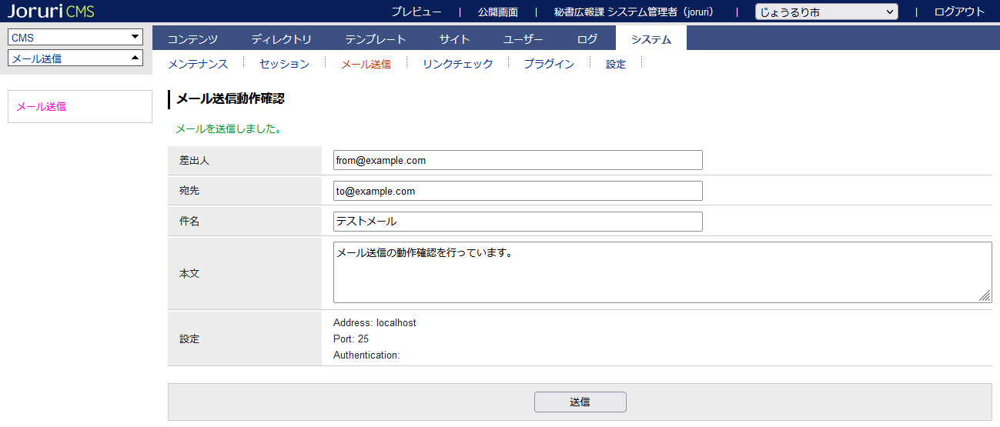 Joruri CMS
プレビュー | 公開画面 | 秘書広報課 システム管理者（joruri） | じょうるり市 | ログアウト
CMS
メール送信
コンテンツ ディレクトリ テンプレート サイト ユーザー ログ システム
メンテナンス セッション メール送信 リンクチェック プラグイン 設定
メール送信
メール送信動作確認
メールを送信しました。
差出人 from@example.com
宛先 to@example.com
件名 テストメール
本文 メール送信の動作確認を行っています。
設定
Address: localhost
Port: 25
Authentication:
送信